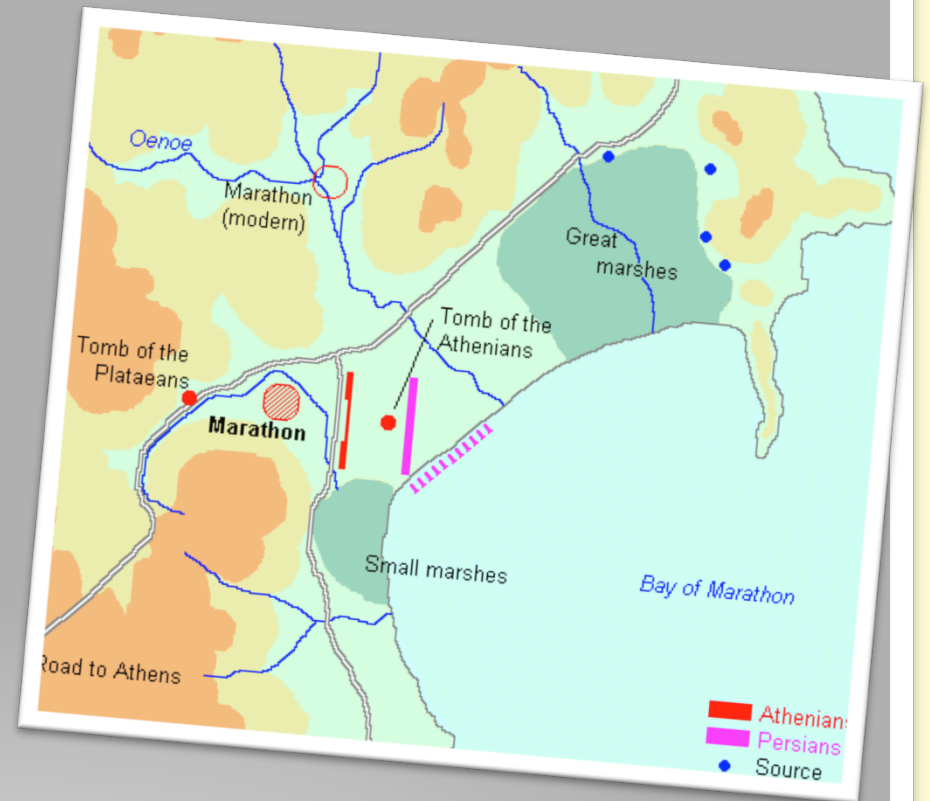 Oenoe
Marathon
(modern)
Great
marshes
Tomb of the
Athenians
Tomb of the
Plataeans
Marathon
Small marshes
Bay of Marathon
Road to Athens
Athenians
Persians
Source